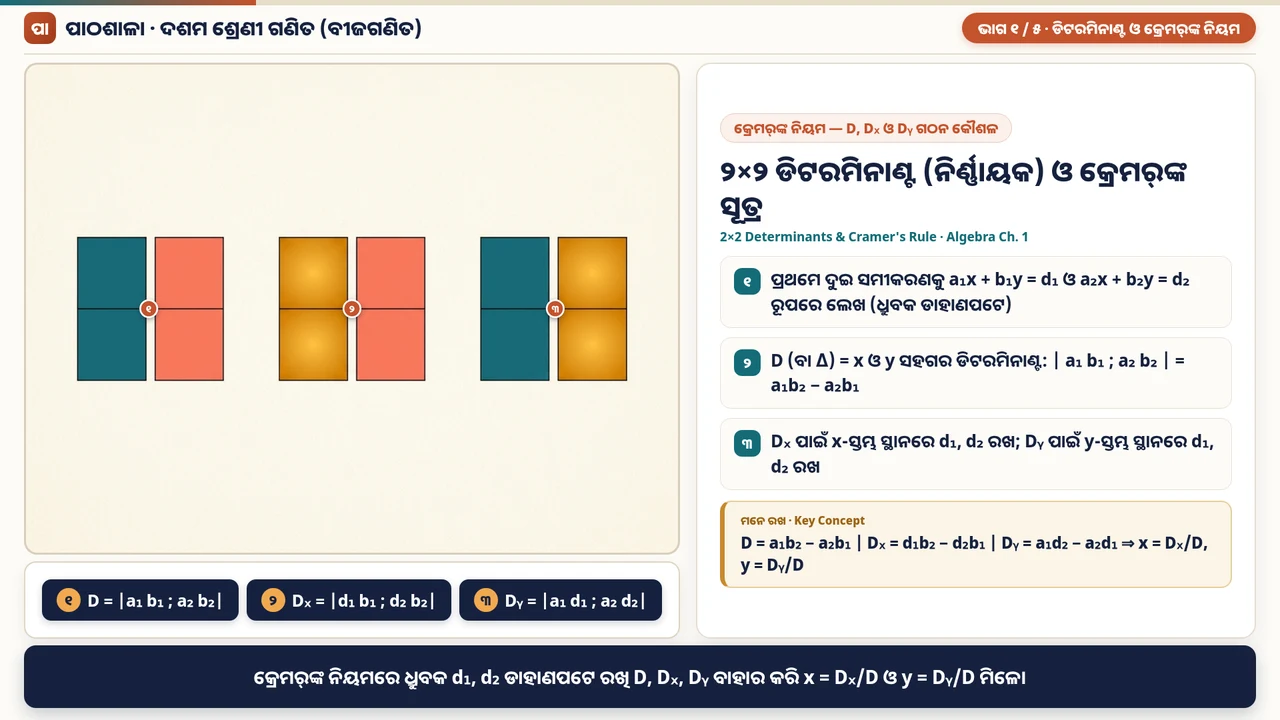 ପା ପାଠଶାଳା · ଦଶମ ଶ୍ରେଣୀ ଗଣିତ (ବୀଜଗଣିତ)
ଭାଗ ୧ / ୫ · ଡିଟରମିନାଣ୍ଟ ଓ କ୍ରେମର୍‌ଙ୍କ ନିୟମ
୧ ୨ ୩
୧ D = |a₁ b₁ ; a₂ b₂|
୨ Dₓ = |d₁ b₁ ; d₂ b₂|
୩ Dᵧ = |a₁ d₁ ; a₂ d₂|
କ୍ରେମର୍‌ଙ୍କ ନିୟମ — D, Dₓ ଓ Dᵧ ଗଠନ କୌଶଳ
୨×୨ ଡିଟରମିନାଣ୍ଟ (ନିର୍ଣ୍ଣାୟକ) ଓ କ୍ରେମର୍‌ଙ୍କ
ସୂତ୍ର
2×2 Determinants & Cramer's Rule · Algebra Ch. 1
୧ ପ୍ରଥମେ ଦୁଇ ସମୀକରଣକୁ a₁x + b₁y = d₁ ଓ a₂x + b₂y = d₂
ରୂପରେ ଲେଖ (ଧ୍ରୁବକ ଡାହାଣପଟେ)
୨ D (ବା Δ) = x ଓ y ସହଗର ଡିଟରମିନାଣ୍ଟ: | a₁ b₁ ; a₂ b₂ | =
a₁b₂ − a₂b₁
୩ Dₓ ପାଇଁ x-ସ୍ତମ୍ଭ ସ୍ଥାନରେ d₁, d₂ ରଖ; Dᵧ ପାଇଁ y-ସ୍ତମ୍ଭ ସ୍ଥାନରେ d₁,
d₂ ରଖ
ମନେ ରଖ · Key Concept
D = a₁b₂ − a₂b₁ | Dₓ = d₁b₂ − d₂b₁ | Dᵧ = a₁d₂ − a₂d₁ ⇒ x = Dₓ/D,
y = Dᵧ/D
କ୍ରେମର୍‌ଙ୍କ ନିୟମରେ ଧ୍ରୁବକ d₁, d₂ ଡାହାଣପଟେ ରଖି D, Dₓ, Dᵧ ବାହାର କରି x = Dₓ/D ଓ y = Dᵧ/D ମିଳେ।